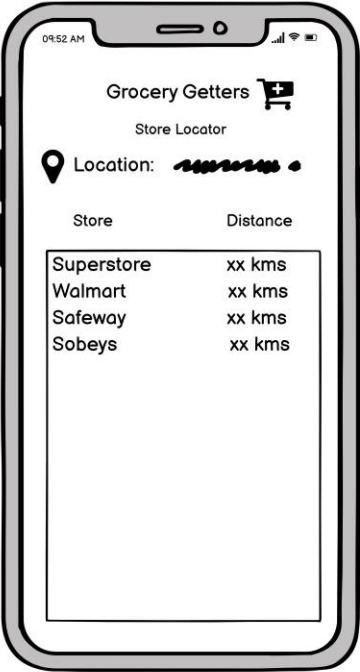 09:52 AM
Grocery Getters
Store Locator
Location:
Store Distance
Superstore xx kms
Walmart xx kms
Safeway xx kms
Sobeys xx kms